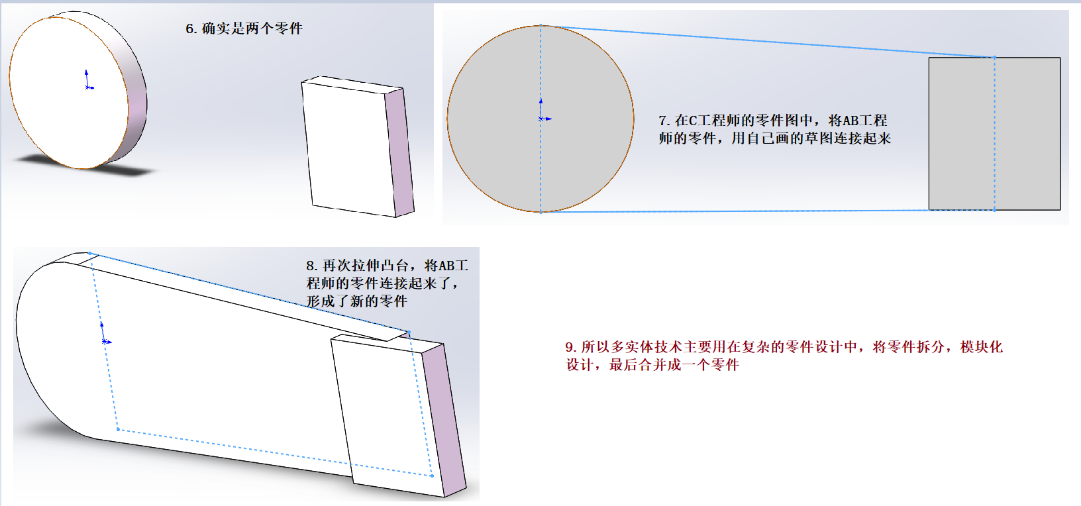 6.确实是两个零件
7.在C工程师的零件图中，将AB工程
师的零件，用自己画的草图连接起来
8.再次拉伸凸台，将AB工
程师的零件连接起来了，
形成了新的零件
9.所以多实体技术主要用在复杂的零件设计中，将零件拆分，模块化
设计，最后合并成一个零件